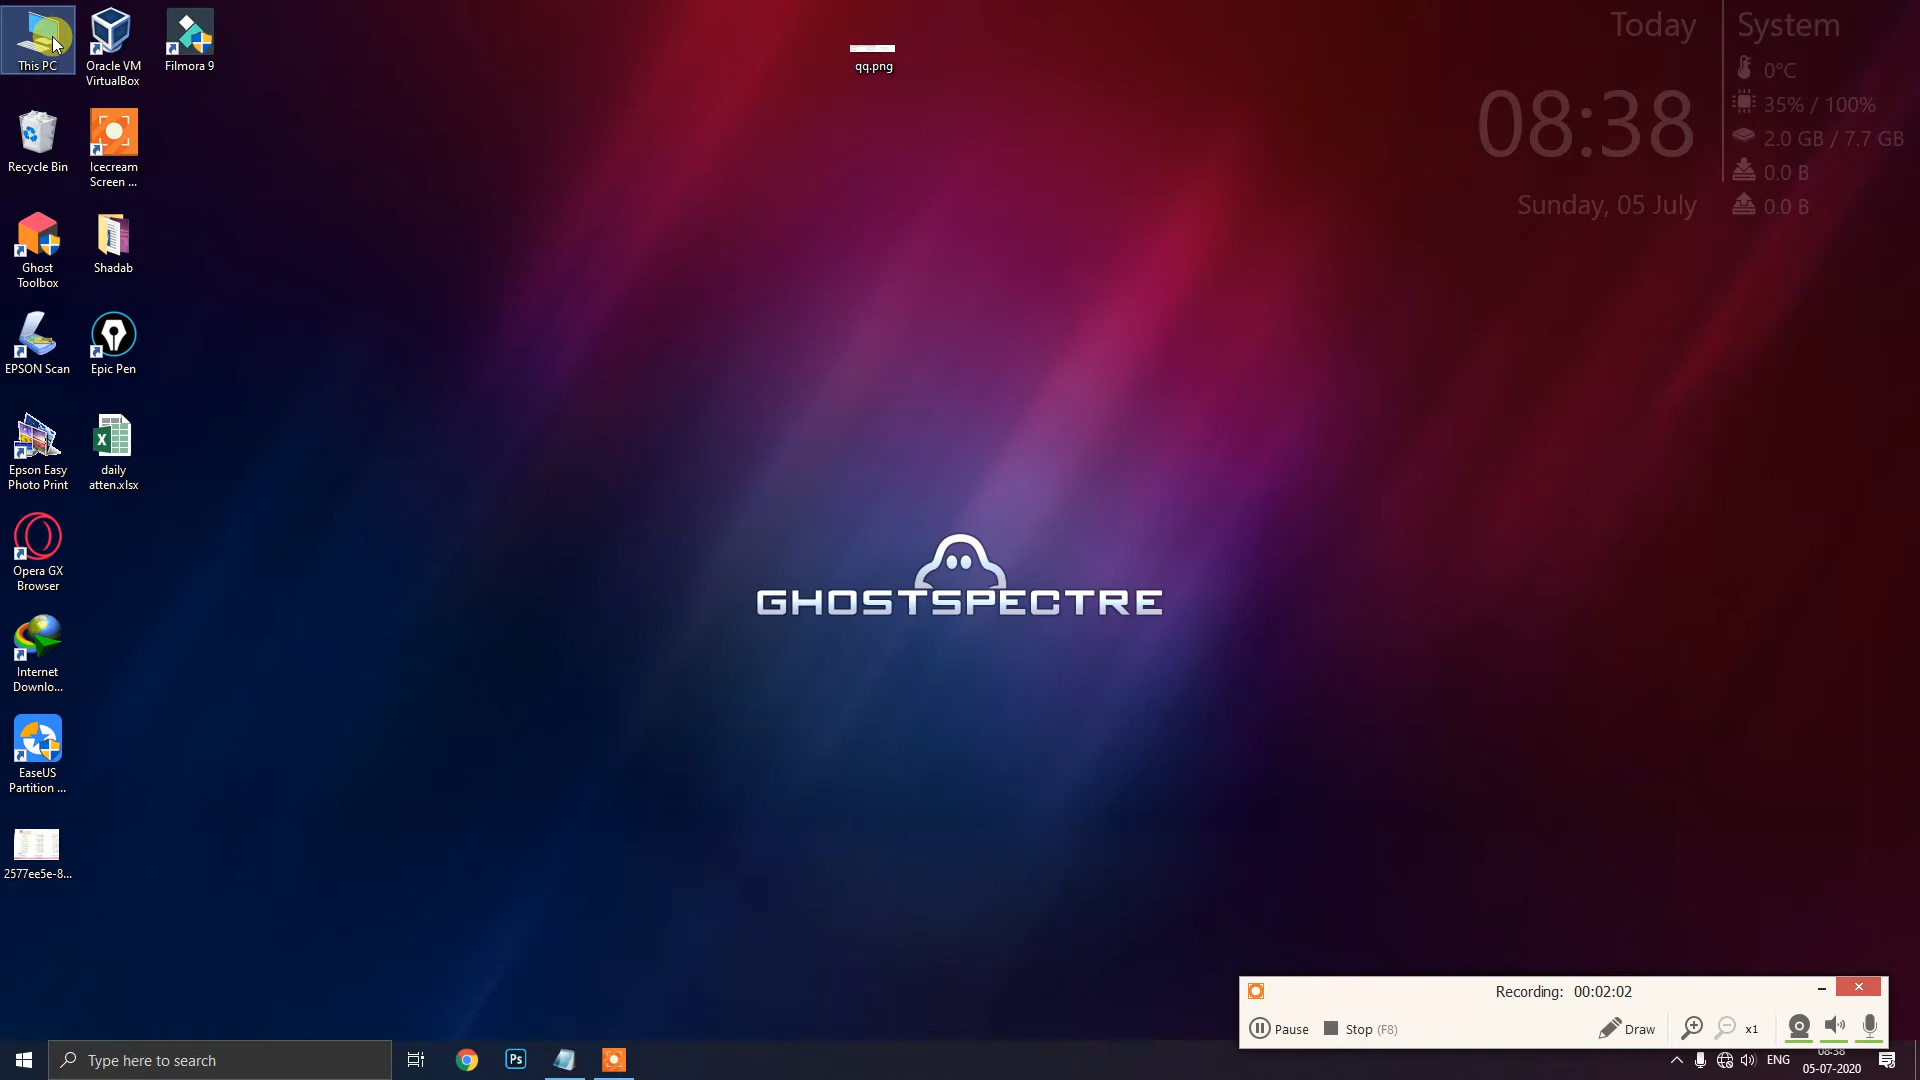 This PC
Oracle VM
VirtualBox
Filmora 9
qq.png
Today
System
0°C
08:38
35% / 100%
2.0 GB / 7.7 GB
0.0 B
Sunday, 05 July
0.0 B
Recycle Bin
Icecream
Screen ...
Ghost
Toolbox
Shadab
EPSON Scan
Epic Pen
Epson Easy
Photo Print
daily
atten.xlsx
Opera GX
Browser
GHOSTSPECTRE
Internet
Downlo...
EaseUS
Partition ...
2577ee5e-8...
Recording: 00:02:02
Pause
Stop (F8)
Draw
x1
Type here to search
Ps
ENG
08:38
05-07-2020